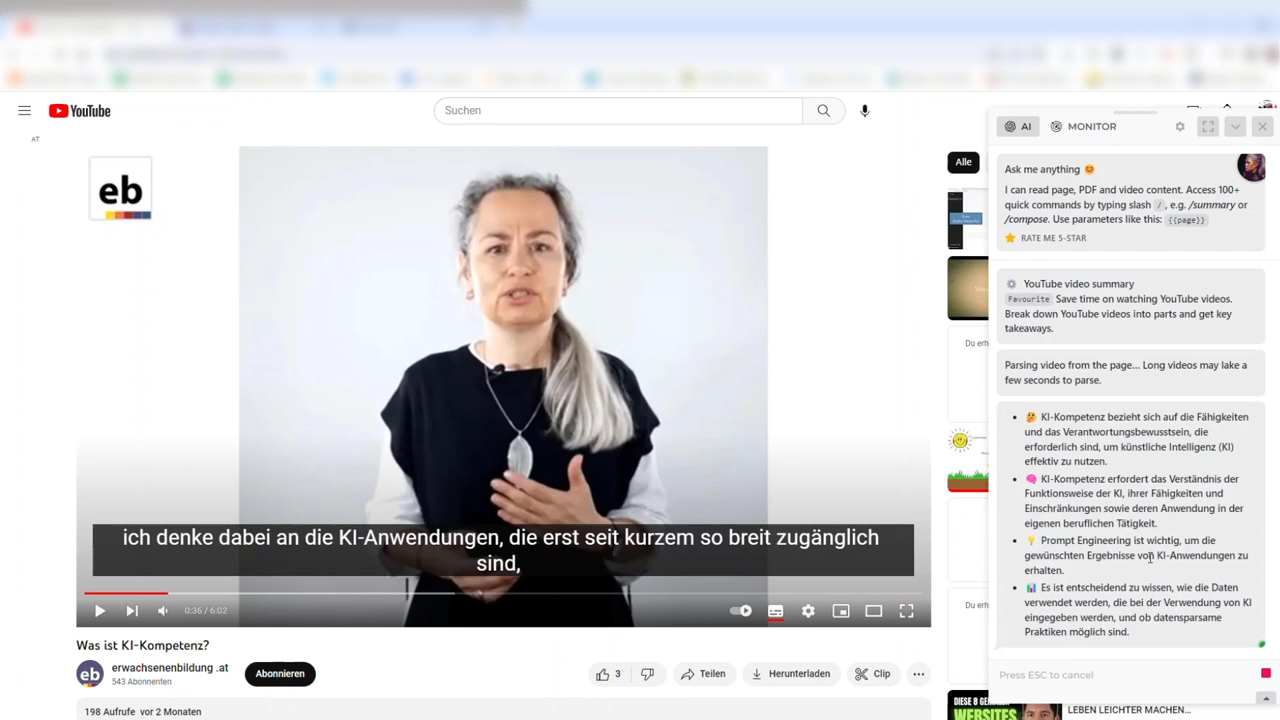 YouTube
AT
Suchen
eb
ich denke dabei an die KI-Anwendungen, die erst seit kurzem so breit zugänglich
sind,
0:36 / 6:02
Was ist KI-Kompetenz?
eb
erwachsenenbildung .at
543 Abonnenten
Abonnieren
3
Teilen
Herunterladen
Clip
198 Aufrufe vor 2 Monaten
Alle
Du erh
Du erh
DIESE 8 GENIALEN
WEBSITES
LEBEN LEICHTER MACHEN...
AI
MONITOR
Ask me anything 😊
I can read page, PDF and video content. Access 100+
quick commands by typing slash /, e.g. /summary or
/compose. Use parameters like this: {{page}}
⭐ RATE ME 5-STAR
YouTube video summary
Favourite Save time on watching YouTube videos.
Break down YouTube videos into parts and get key
takeaways.
Parsing video from the page... Long videos may lake a
few seconds to parse.
• 🤔 KI-Kompetenz bezieht sich auf die Fähigkeiten
und das Verantwortungsbewusstsein, die
erforderlich sind, um künstliche Intelligenz (KI)
effektiv zu nutzen.
• 🧠 KI-Kompetenz erfordert das Verständnis der
Funktionsweise der KI, ihrer Fähigkeiten und
Einschränkungen sowie deren Anwendung in der
eigenen beruflichen Tätigkeit.
• 💡 Prompt Engineering ist wichtig, um die
gewünschten Ergebnisse von KI-Anwendungen zu
erhalten.
• 📊 Es ist entscheidend zu wissen, wie die Daten
verwendet werden, die bei der Verwendung von KI
eingegeben werden, und ob datensparsame
Praktiken möglich sind.
Press ESC to cancel